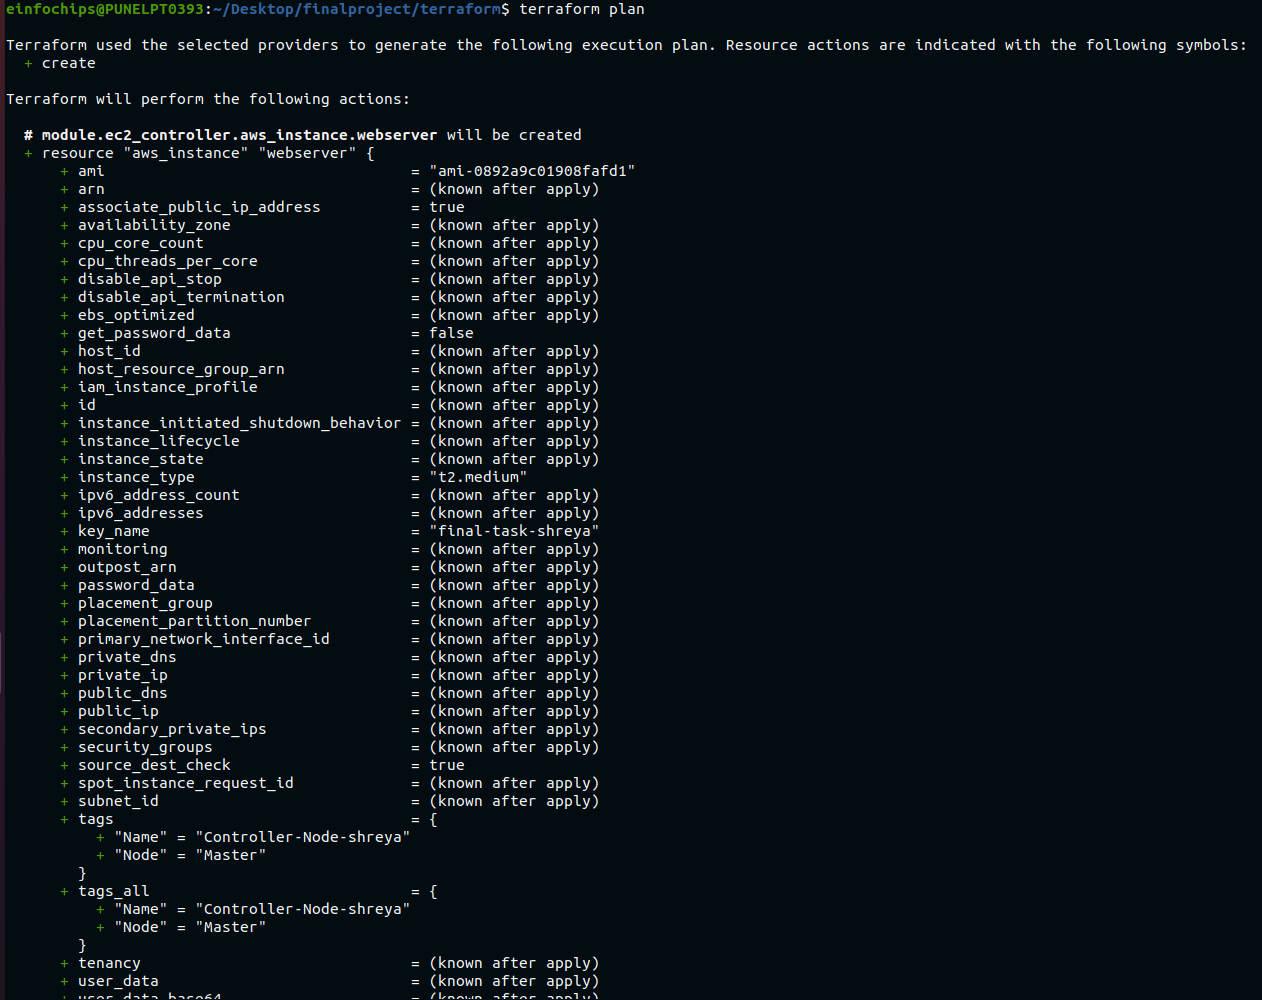 einfochips@PUNELPT0393:~/Desktop/finalproject/terraform$ terraform plan
Terraform used the selected providers to generate the following execution plan. Resource actions are indicated with the following symbols:
+ create
Terraform will perform the following actions:
# module.ec2_controller.aws_instance.webserver will be created
+ resource "aws_instance" "webserver" {
+ ami = "ami-0892a9c01908fafd1"
+ arn = (known after apply)
+ associate_public_ip_address = true
+ availability_zone = (known after apply)
+ cpu_core_count = (known after apply)
+ cpu_threads_per_core = (known after apply)
+ disable_api_stop = (known after apply)
+ disable_api_termination = (known after apply)
+ ebs_optimized = (known after apply)
+ get_password_data = false
+ host_id = (known after apply)
+ host_resource_group_arn = (known after apply)
+ iam_instance_profile = (known after apply)
+ id = (known after apply)
+ instance_initiated_shutdown_behavior = (known after apply)
+ instance_lifecycle = (known after apply)
+ instance_state = (known after apply)
+ instance_type = "t2.medium"
+ ipv6_address_count = (known after apply)
+ ipv6_addresses = (known after apply)
+ key_name = "final-task-shreya"
+ monitoring = (known after apply)
+ outpost_arn = (known after apply)
+ password_data = (known after apply)
+ placement_group = (known after apply)
+ placement_partition_number = (known after apply)
+ primary_network_interface_id = (known after apply)
+ private_dns = (known after apply)
+ private_ip = (known after apply)
+ public_dns = (known after apply)
+ public_ip = (known after apply)
+ secondary_private_ips = (known after apply)
+ security_groups = (known after apply)
+ source_dest_check = true
+ spot_instance_request_id = (known after apply)
+ subnet_id = (known after apply)
+ tags = {
+ "Name" = "Controller-Node-shreya"
+ "Node" = "Master"
}
+ tags_all = {
+ "Name" = "Controller-Node-shreya"
+ "Node" = "Master"
}
+ tenancy = (known after apply)
+ user_data = (known after apply)
+ user_data_base64 = (known after apply)